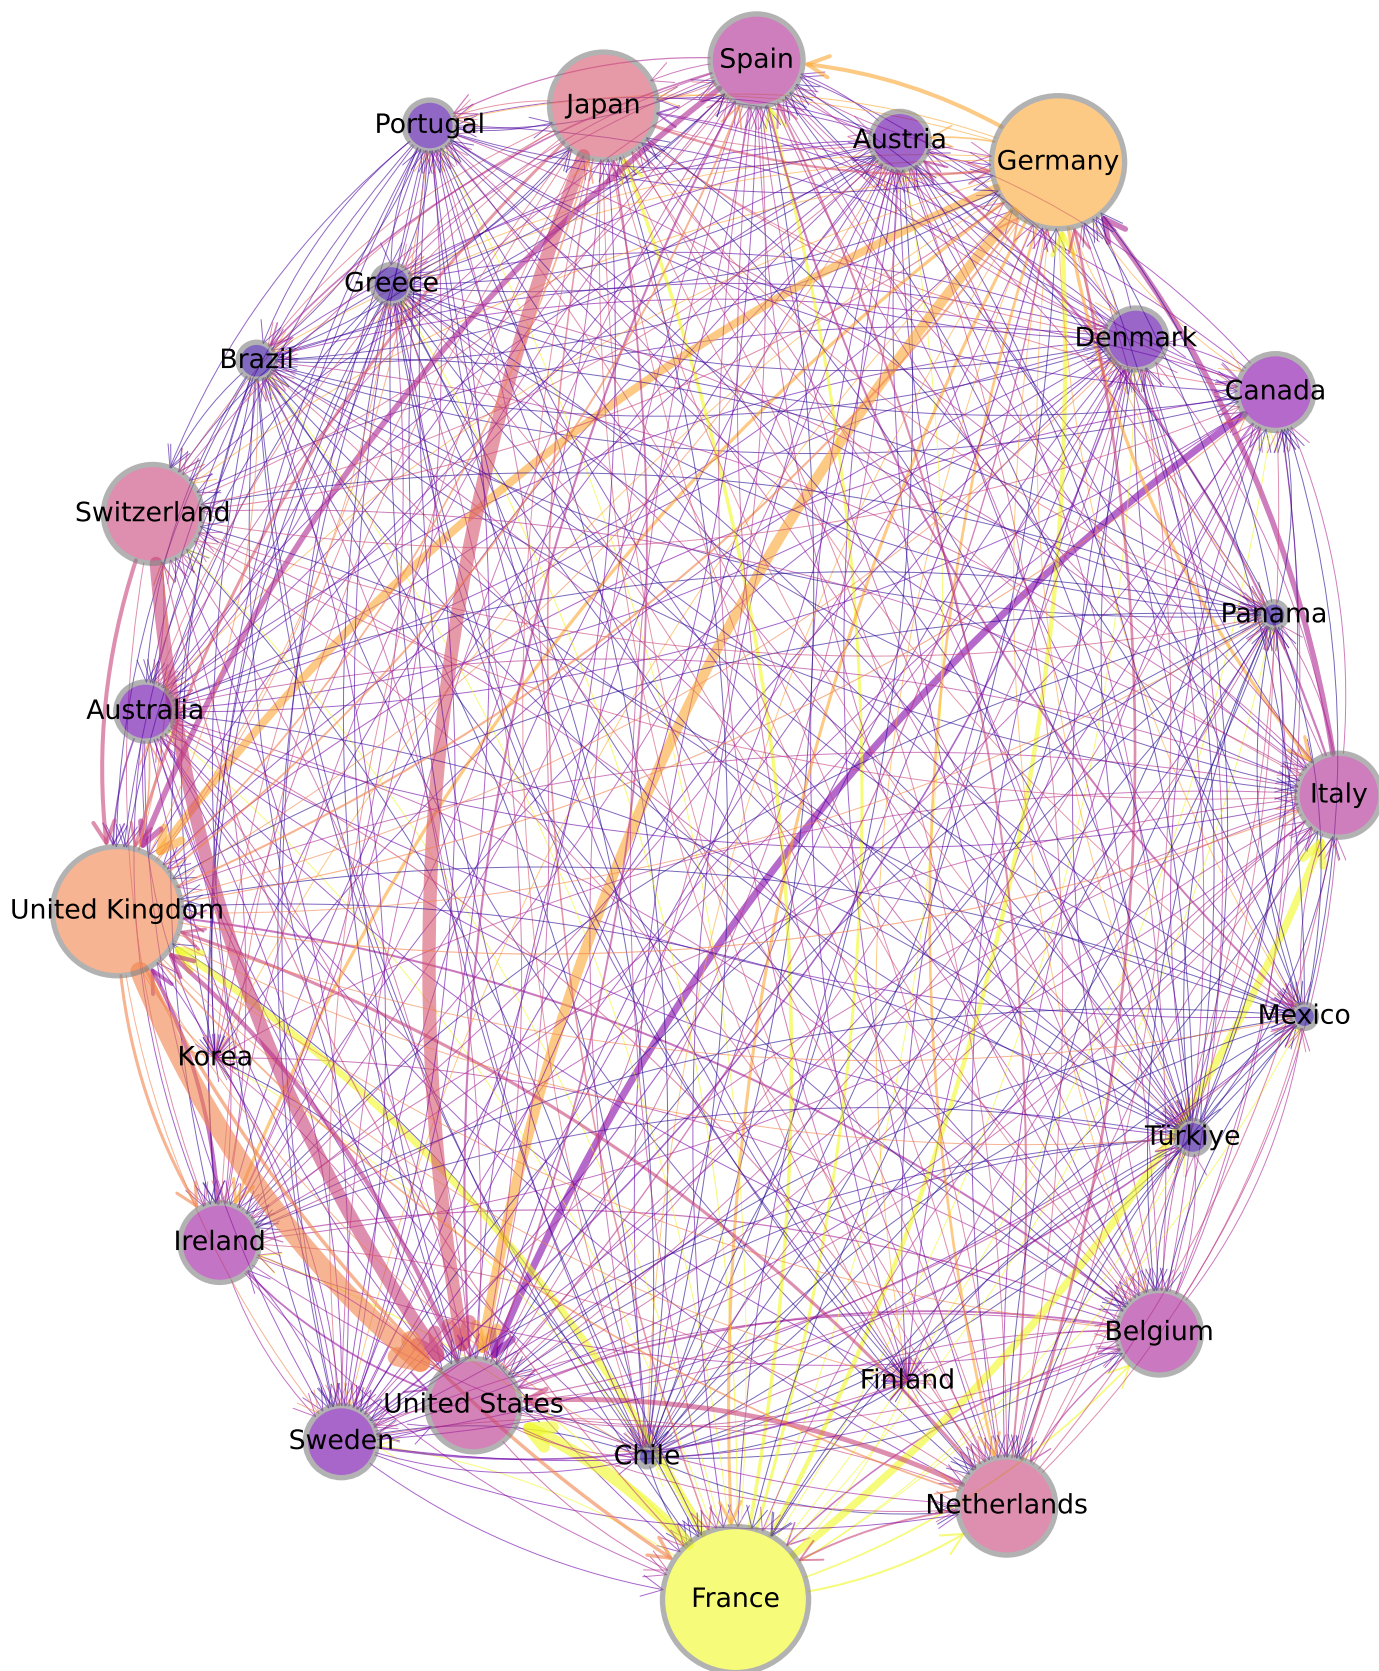 Spain
Japan
Portugal
Austria
Germany
Greece
Denmark
Brazil
Canada
Switzerland
Panama
Australia
Italy
United Kingdom
Mexico
Korea
Türkiye
Ireland
Belgium
Finland
United States
Sweden
Chile
Netherlands
France